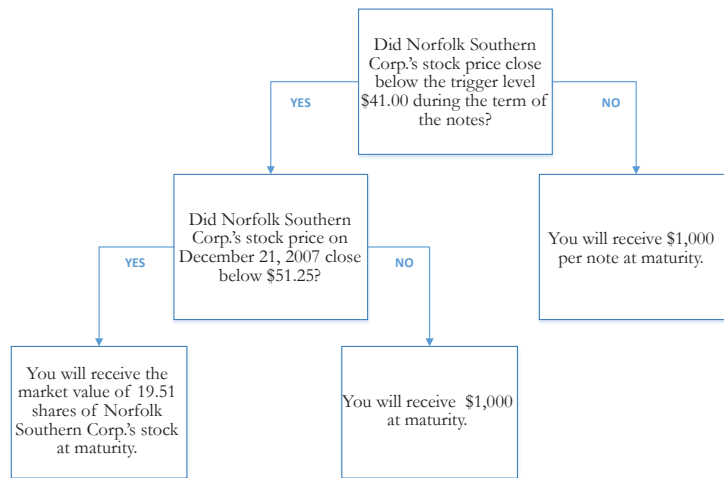 Did Norfolk Southern
Corp.'s stock price close
below the trigger level
$41.00 during the term of
the notes?
YES
NO
Did Norfolk Southern
Corp.'s stock price on
December 21, 2007 close
below $51.25?
You will receive $1,000
per note at maturity.
YES
NO
You will receive the
market value of 19.51
shares of Norfolk
Southern Corp.'s stock
at maturity.
You will receive $1,000
at maturity.